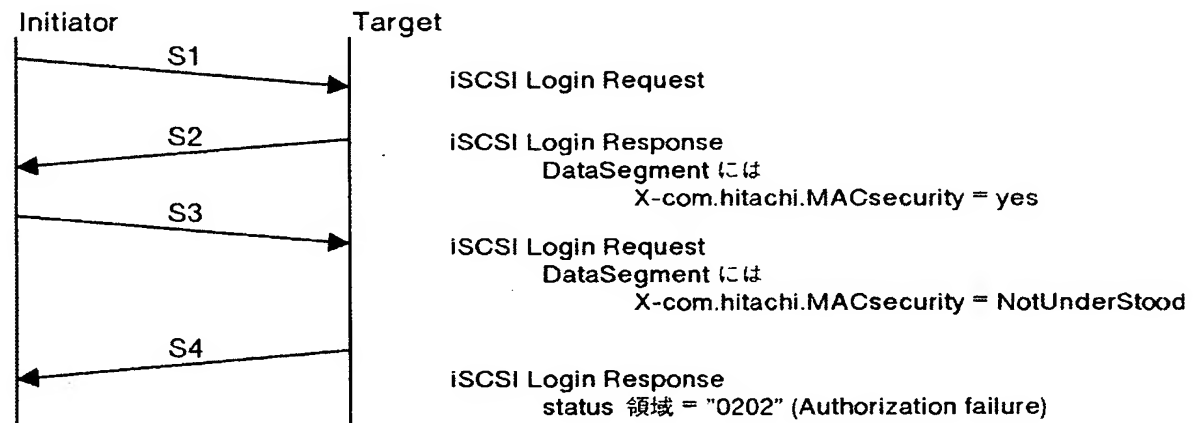 Initiator
Target
S1
iSCSI Login Request
S2
iSCSI Login Response
DataSegment には
X-com.hitachi.MACsecurity = yes
S3
iSCSI Login Request
DataSegment には
X-com.hitachi.MACsecurity = NotUnderStood
S4
iSCSI Login Response
status 領域 = "0202" (Authorization failure)